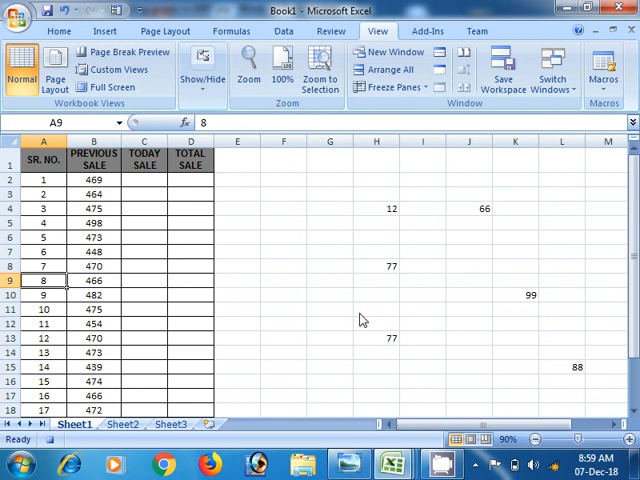 Book1 - Microsoft Excel
Home Insert Page Layout Formulas Data Review View Add-Ins Team
Normal
Page Layout
Page Break Preview
Custom Views
Full Screen
Workbook Views
Show/Hide
Zoom
100%
Zoom to Selection
Zoom
New Window
Arrange All
Freeze Panes
Save Workspace
Switch Windows
Window
Macros
Macros
A9 fx 8
A B C D E F G H I J K L M
1 SR. NO. PREVIOUS SALE TODAY SALE TOTAL SALE
2 1 469
3 2 464
4 3 475 12 66
5 4 498
6 5 473
7 6 448
8 7 470 77
9 8 466
10 9 482 99
11 10 475
12 11 454
13 12 470 77
14 13 473
15 14 439 88
16 15 474
17 16 466
18 17 472
Sheet1 Sheet2 Sheet3
Ready 90%
8:59 AM
07-Dec-18